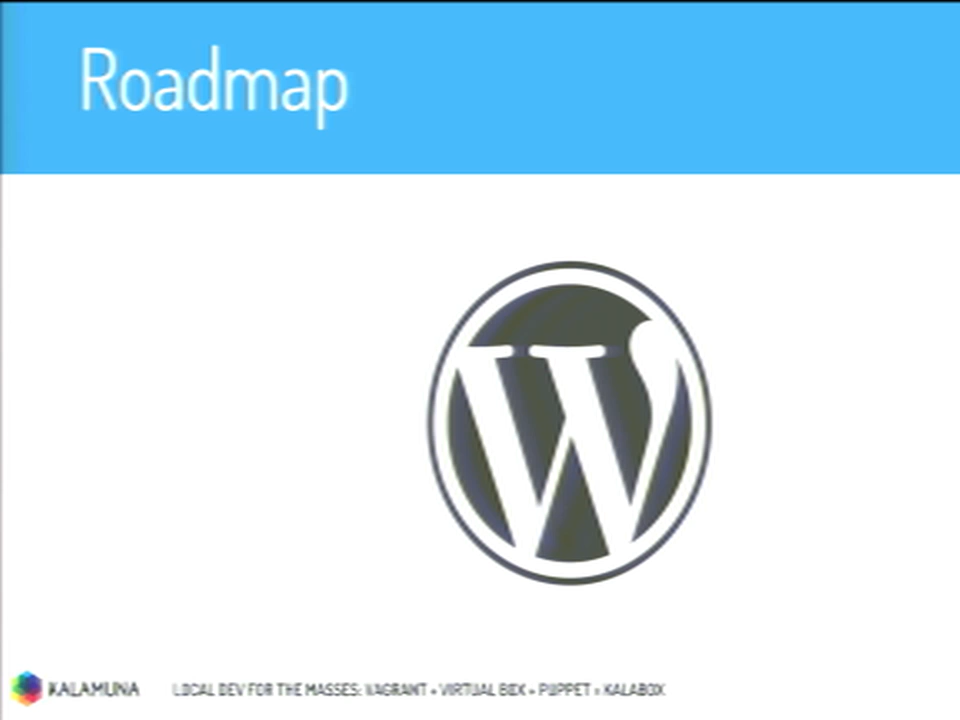 Roadmap
W
KALAMUNA LOCAL DEV FOR THE MASSES: VAGRANT + VIRTUAL BOX + PUPPET = KALABOX